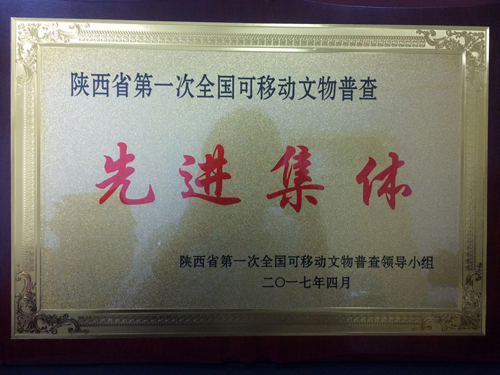 陕西省第一次全国可移动文物普查
先进集体
陕西省第一次全国可移动文物普查领导小组
二〇一七年四月